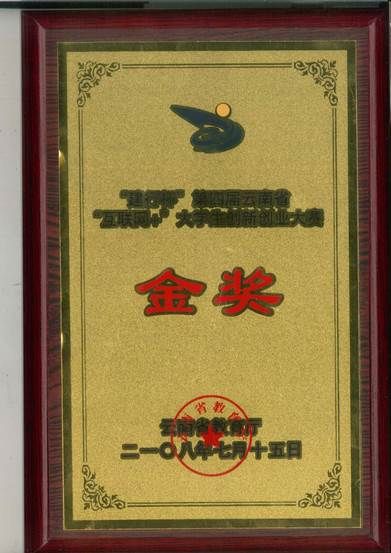 “建行杯”第四届云南省
“互联网+”大学生创新创业大赛
金奖
云南省教育厅
二一〇八年七月十五日